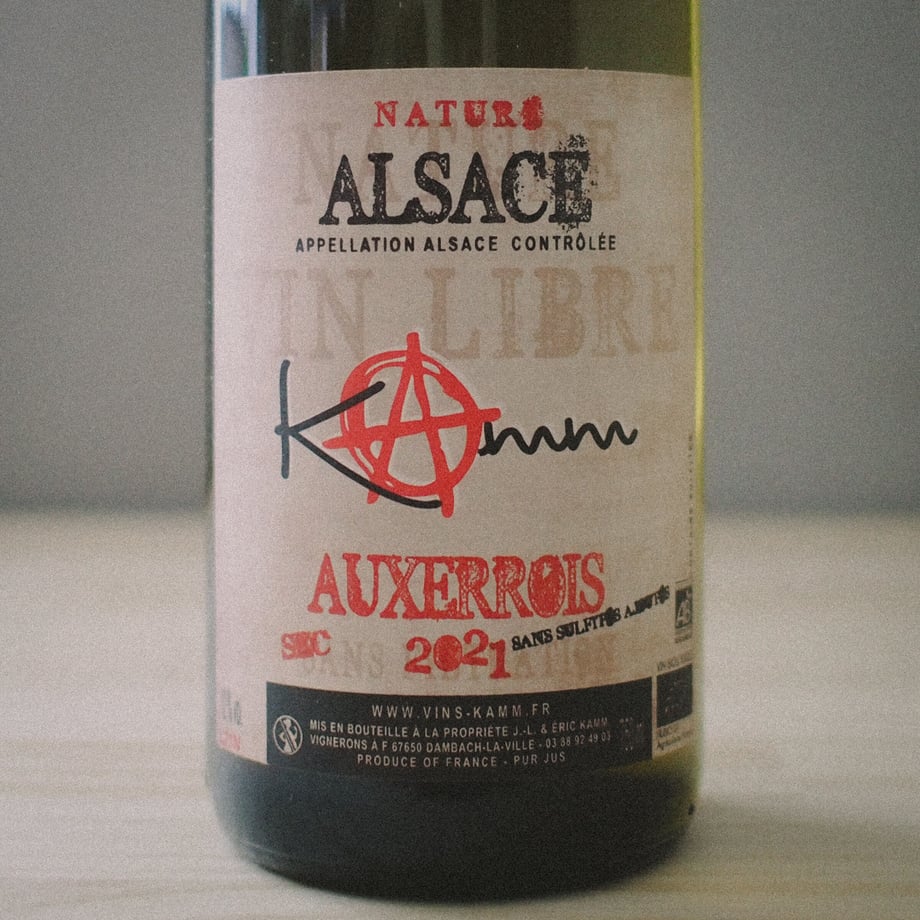 NATURE
ALSACE
APPELLATION ALSACE CONTRÔLÉE
VIN LIBRE
KAmm
AUXERROIS
SEC 2021 SANS SULFITES AJOUTÉS
WWW.VINS-KAMM.FR
MIS EN BOUTEILLE À LA PROPRIÉTE J.-L. & ÉRIC KAMM
VIGNERONS À F 67650 DAMBACH-LA-VILLE - 03 88 92 49 03
PRODUCE OF FRANCE - PUR JUS